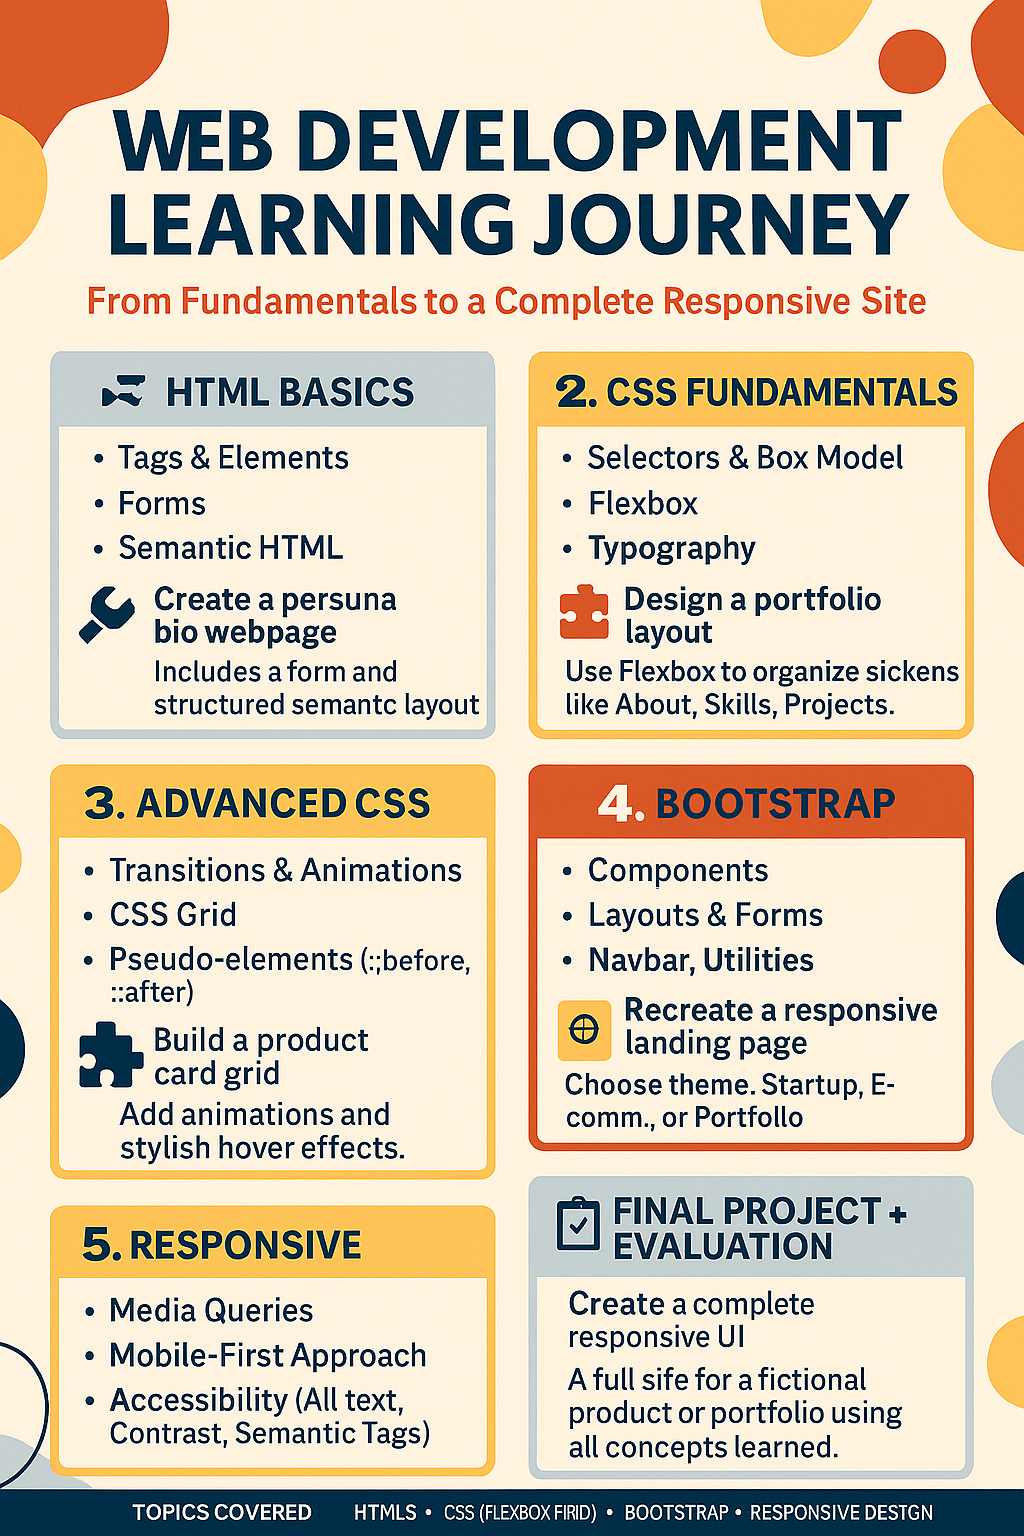 WEB DEVELOPMENT
LEARNING JOURNEY
From Fundamentals to a Complete Responsive Site
HTML BASICS
• Tags & Elements
• Forms
• Semantic HTML
Create a persuna
bio webpage
Includes a form and
structured semantc layout
2. CSS FUNDAMENTALS
• Selectors & Box Model
• Flexbox
• Typography
Design a portfolio
layout
Use Flexbox to organize sickens
like About, Skills, Projects.
3. ADVANCED CSS
• Transitions & Animations
• CSS Grid
• Pseudo-elements (:;before,
::after)
Build a product
card grid
Add animations and
stylish hover effects.
4. BOOTSTRAP
• Components
• Layouts & Forms
• Navbar, Utilities
Recreate a responsive
landing page
Choose theme. Startup, E-
comm., or Portfollo
5. RESPONSIVE
• Media Queries
• Mobile-First Approach
• Accessibility (All text,
Contrast, Semantic Tags)
FINAL PROJECT +
EVALUATION
Create a complete
responsive UI
A full sife for a fictional
product or portfolio using
all concepts learned.
TOPICS COVERED HTMLS • CSS (FLEXBOX FIRID) • BOOTSTRAP • RESPONSIVE DESTGN